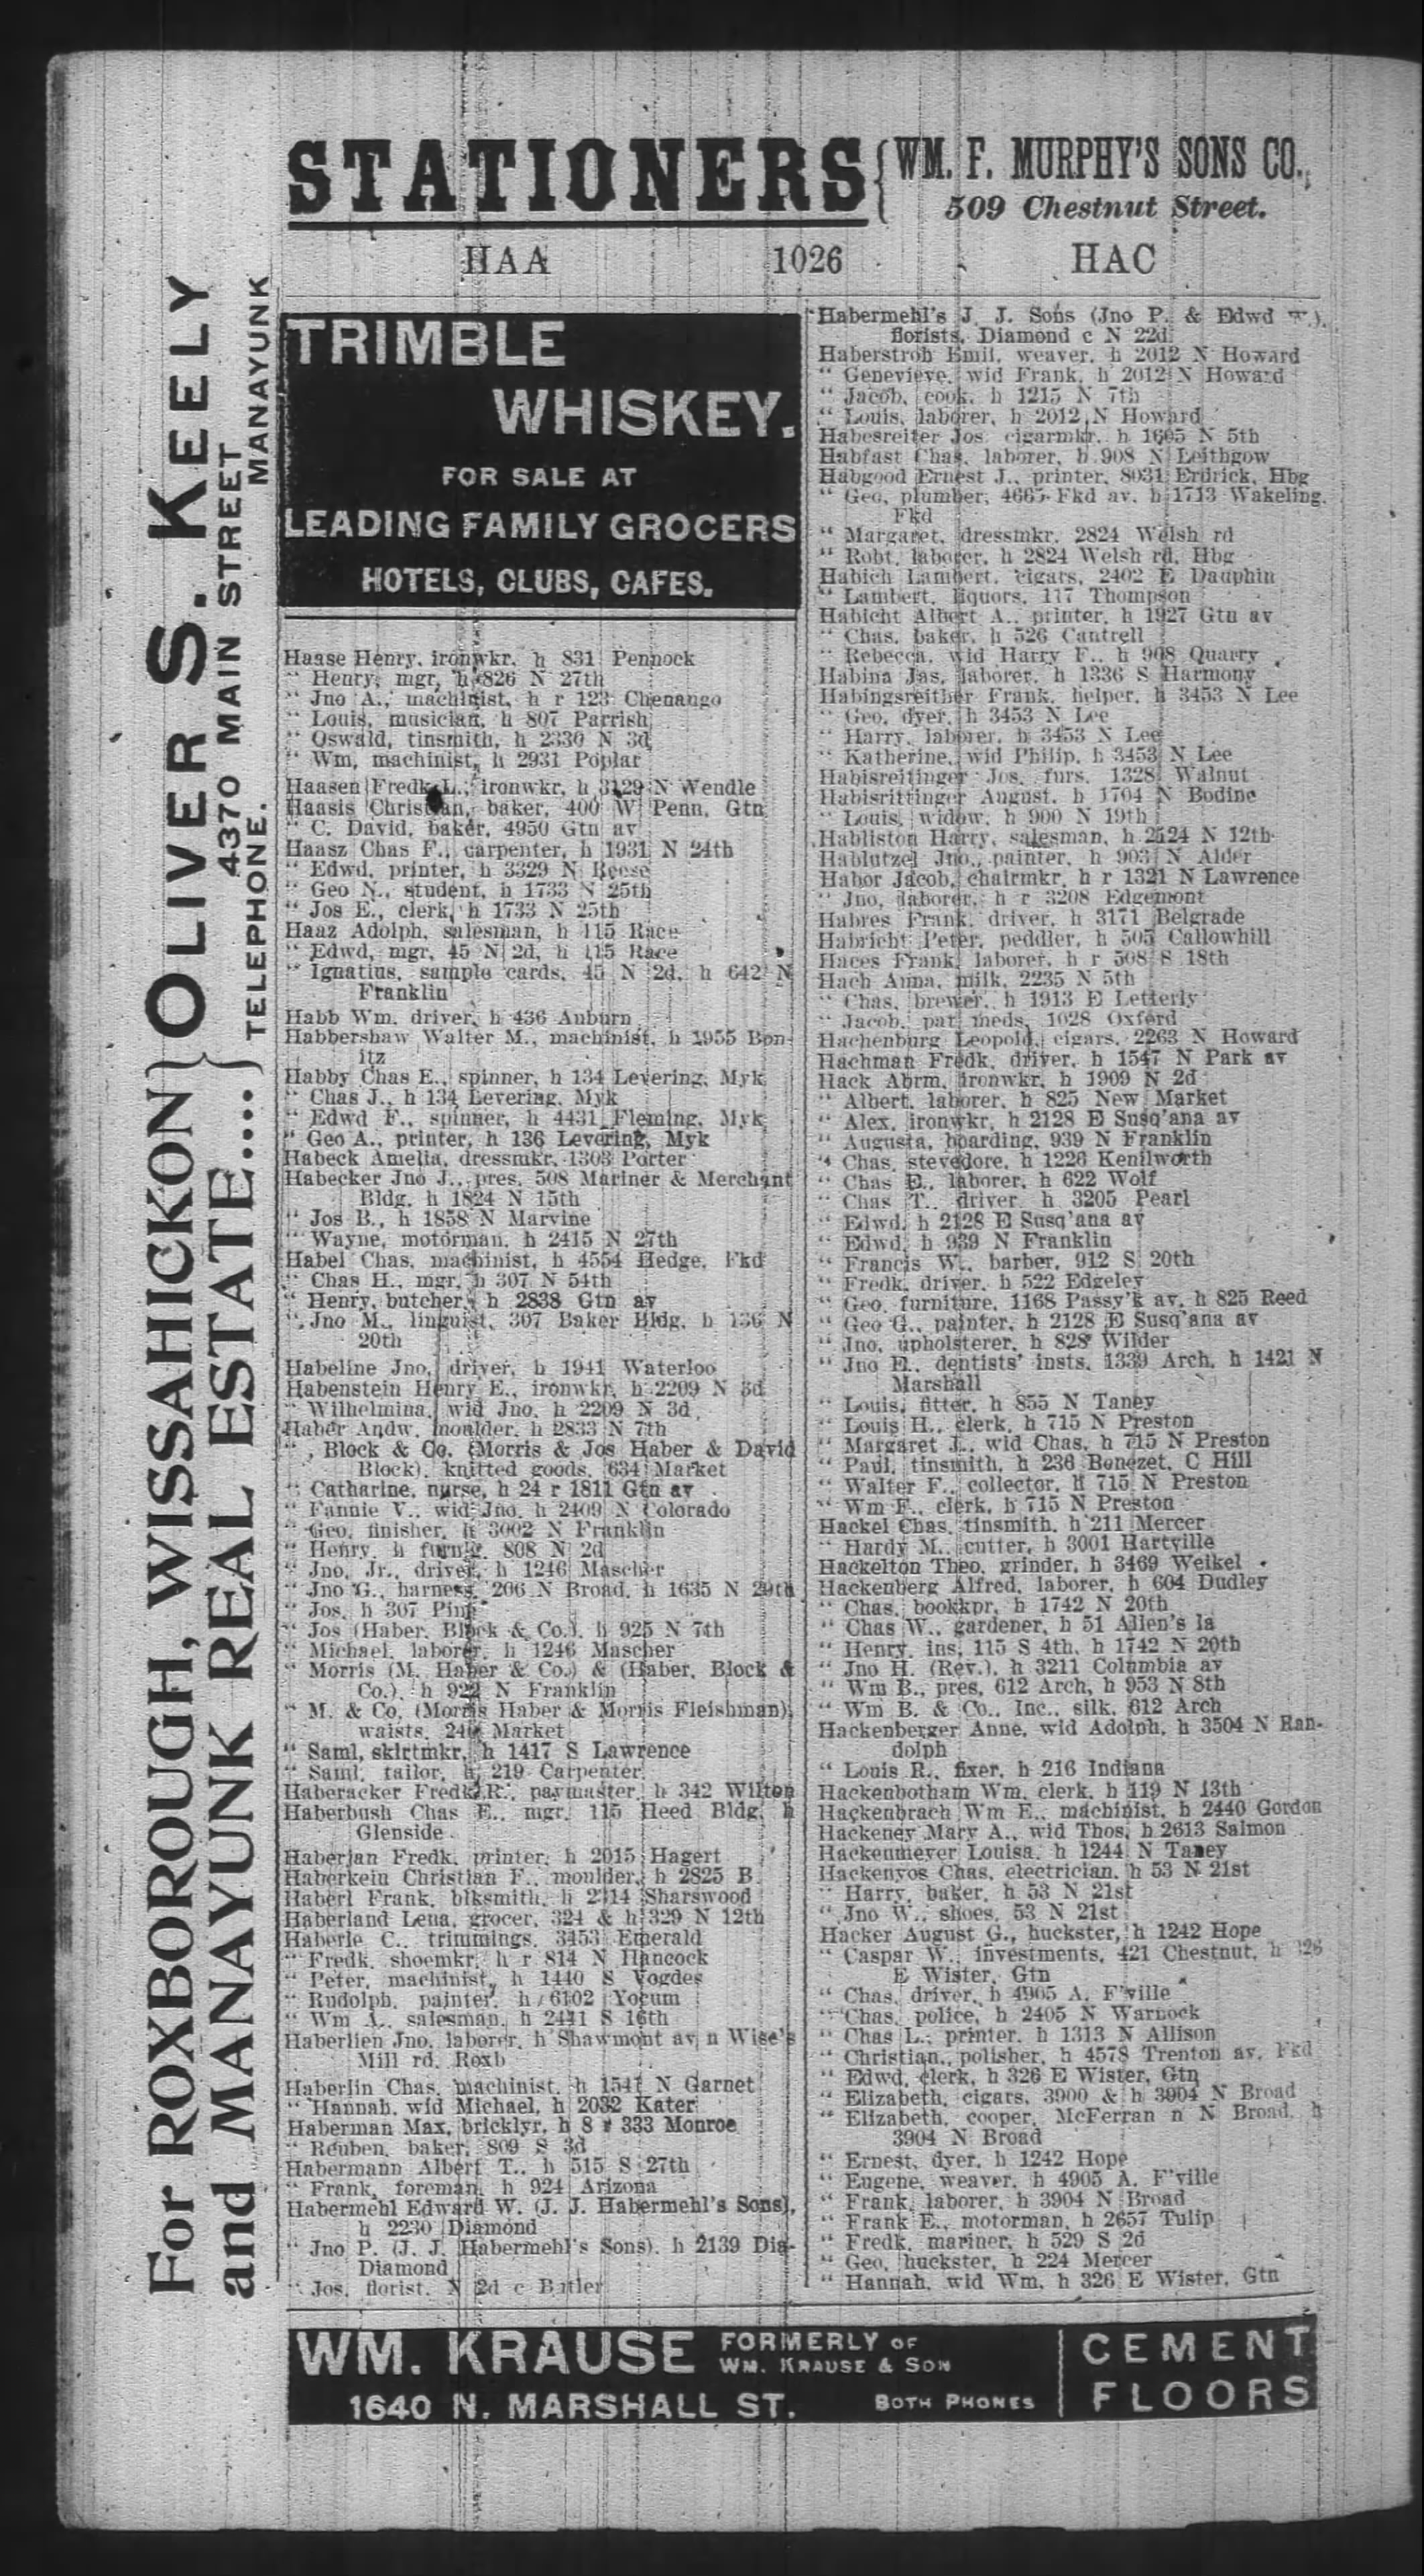 STATIONERS { WM. F. MURPHY'S SONS CO.,
509 Chestnut Street.
HAA 1026 HAC
For ROXBOROUGH, WISSAHICKON } OLIVER S. KEELY
and MANAYUNK REAL ESTATE.... } 4370 MAIN STREET
TELEPHONE. MANAYUNK
TRIMBLE
WHISKEY.
FOR SALE AT
LEADING FAMILY GROCERS
HOTELS, CLUBS, CAFES.
Haase Henry, ironwkr, h 831 Pennock
" Henry, mgr, h 826 N 27th
" Jno A., machinist, h r 123 Chenango
" Louis, musician, h 807 Parrish
" Oswald, tinsmith, h 2330 N 3d
" Wm, machinist, h 2931 Poplar
Haasen Fredk L., ironwkr, h 3129 N Wendle
Haasis Christian, baker, 400 W Penn, Gtn
" C. David, baker, 4950 Gtn av
Haasz Chas F., carpenter, h 1931 N 24th
" Edwd, printer, h 3329 N Reese
" Geo N., student, h 1733 N 25th
" Jos E., clerk, h 1733 N 25th
Haaz Adolph, salesman, h 115 Race
" Edwd, mgr, 45 N 2d, h 115 Race
" Ignatius, sample cards, 45 N 2d, h 642 N
Franklin
Habb Wm, driver, h 436 Auburn
Habbershaw Walter M., machinist, h 1955 Bon-
itz
Habby Chas E., spinner, h 134 Levering, Myk
" Chas J., h 134 Levering, Myk
" Edwd F., spinner, h 4431 Fleming, Myk
" Geo A., printer, h 136 Levering, Myk
Habeck Amelia, dressmkr, 1303 Porter
Habecker Jno J., pres, 508 Mariner & Merchant
Bldg, h 1824 N 15th
" Jos B., h 1858 N Marvine
" Wayne, motorman, h 2415 N 27th
Habel Chas, machinist, h 4554 Hedge, Fkd
" Chas H., mgr, h 307 N 54th
" Henry, butcher, h 2838 Gtn av
" Jno M., linguist, 307 Baker Bldg, h 136 N
20th
Habeline Jno, driver, h 1941 Waterloo
Habenstein Henry E., ironwkr, h 2209 N 3d
" Wilhelmina, wid Jno, h 2209 N 3d
Haber Andw, moulder, h 2833 N 7th
" , Block & Co. (Morris & Jos Haber & David
Block), knitted goods, 634 Market
" Catharine, nurse, h 24 r 1811 Gtn av
" Fannie V., wid Jno, h 2409 N Colorado
" Geo, finisher, h 3002 N Franklin
" Henry, h furn'g, 808 N 2d
" Jno, Jr., driver, h 1246 Mascher
" Jno G., harness, 206 N Broad, h 1635 N 29th
" Jos, h 307 Pine
" Jos (Haber, Block & Co.), h 925 N 7th
" Michael, laborer, h 1246 Mascher
" Morris (M. Haber & Co.) & (Haber, Block &
Co.), h 922 N Franklin
" M. & Co. (Morris Haber & Morris Fleishman),
waists, Market
" Saml, skirtmkr, h 1417 S Lawrence
" Saml, tailor, h 219 Carpenter
Haberacker Fredk R., paymaster, h 342 Wilton
Haberbush Chas E., mgr, 115 Heed Bldg, h
Glenside
Haberjan Fredk, printer, h 2015 Hagert
Haberkein Christian F., moulder, h 2825 B
Haberl Frank, blksmith, h 2114 Sharswood
Haberland Lena, grocer, 324 & h 329 N 12th
Haberle C., trimmings, 3453 Emerald
" Fredk, shoemkr, h r 814 N Hancock
" Peter, machinist, h 1440 S Vogdes
" Rudolph, painter, h 6102 Yocum
" Wm A., salesman, h 2441 S 16th
Haberlien Jno, laborer, h Shawmont av n Wise's
Mill rd, Roxb
Haberlin Chas, machinist, h 1541 N Garnet
" Hannah, wid Michael, h 2032 Kater
Haberman Max, bricklyr, h 8 r 333 Monroe
" Reuben, baker, 809 S 3d
Habermann Albert T., h 515 S 27th
" Frank, foreman, h 924 Arizona
Habermehl Edward W. (J. J. Habermehl's Sons),
h 2230 Diamond
" Jno P. (J. J. Habermehl's Sons), h 2139 Dia-
Diamond
" Jos, florist, N 2d c Butler
Habermehl's J. J. Sons (Jno P. & Edwd W.),
florists, Diamond c N 22d
Haberstroh Emil, weaver, h 2012 N Howard
" Genevieve, wid Frank, h 2012 N Howard
" Jacob, cook, h 1215 N 7th
" Louis, laborer, h 2012 N Howard
Habesreiter Jos, cigarmkr, h 1605 N 5th
Habfast Chas, laborer, h 908 N Leithgow
Habgood Ernest J., printer, 8031 Erdrick, Hbg
" Geo, plumber, 4665 Fkd av, h 1713 Wakeling,
Fkd
" Margaret, dressmkr, 2824 Welsh rd
" Robt, laborer, h 2824 Welsh rd, Hbg
Habich Lambert, cigars, 2402 E Dauphin
" Lambert, liquors, 117 Thompson
Habicht Albert A., printer, h 1927 Gtn av
" Chas, baker, h 526 Cantrell
" Rebecca, wid Harry F., h 908 Quarry
Habina Jas, laborer, h 1336 S Harmony
Habingsreither Frank, helper, h 3453 N Lee
" Geo, dyer, h 3453 N Lee
" Harry, laborer, h 3453 N Lee
" Katherine, wid Philip, h 3453 N Lee
Habisreitinger Jos, furs, 1328 Walnut
Habisrittinger August, h 1704 N Bodine
" Louis, widow, h 900 N 19th
Habliston Harry, salesman, h 2524 N 12th
Hablutzel Jno, painter, h 903 N Alder
Habor Jacob, chairmkr, h r 1321 N Lawrence
" Jno, laborer, h r 3208 Edgemont
Habres Frank, driver, h 3171 Belgrade
Habricht Peter, peddler, h 505 Callowhill
Haces Frank, laborer, h r 508 S 18th
Hach Anna, milk, 2235 N 5th
" Chas, brewer, h 1913 E Letterly
" Jacob, pat meds, 1028 Oxford
Hachenburg Leopold, cigars, 2263 N Howard
Hachman Fredk, driver, h 1547 N Park av
Hack Abrm, ironwkr, h 1909 N 2d
" Albert, laborer, h 825 New Market
" Alex, ironwkr, h 2128 E Susq'ana av
" Augusta, boarding, 939 N Franklin
" Chas, stevedore, h 1226 Kenilworth
" Chas E., laborer, h 622 Wolf
" Chas T., driver, h 3205 Pearl
" Edwd, h 2128 E Susq'ana av
" Edwd, h 939 N Franklin
" Francis W., barber, 912 S 20th
" Fredk, driver, h 522 Edgeley
" Geo, furniture, 1168 Passy'k av, h 825 Reed
" Geo G., painter, h 2128 E Susq'ana av
" Jno, upholsterer, h 828 Wilder
" Jno E., dentists' insts, 1339 Arch, h 1421 N
Marshall
" Louis, fitter, h 855 N Taney
" Louis H., clerk, h 715 N Preston
" Margaret J., wid Chas, h 715 N Preston
" Paul, tinsmith, h 236 Benezet, C Hill
" Walter F., collector, h 715 N Preston
" Wm F., clerk, h 715 N Preston
Hackel Chas, tinsmith, h 211 Mercer
" Hardy M., cutter, h 3001 Hartville
Hackelton Theo, grinder, h 3469 Weikel
Hackenberg Alfred, laborer, h 604 Dudley
" Chas, bookkpr, h 1742 N 20th
" Chas W., gardener, h 51 Allen's la
" Henry, ins, 115 S 4th, h 1742 N 20th
" Jno H. (Rev.), h 3211 Columbia av
" Wm B., pres, 612 Arch, h 953 N 8th
" Wm B. & Co., Inc., silk, 612 Arch
Hackenberger Anne, wid Adolph, h 3504 N Ran-
dolph
" Louis R., fixer, h 216 Indiana
Hackenbotham Wm, clerk, h 119 N 13th
Hackenbrach Wm E., machinist, h 2440 Gordon
Hackeney Mary A., wid Thos, h 2613 Salmon
Hackenmeyer Louisa, h 1244 N Taney
Hackenyos Chas, electrician, h 53 N 21st
" Harry, baker, h 53 N 21st
" Jno W., shoes, 53 N 21st
Hacker August G., huckster, h 1242 Hope
" Caspar W., investments, 421 Chestnut, h 326
E Wister, Gtn
" Chas, driver, h 4905 A, F'ville
" Chas, police, h 2405 N Warnock
" Chas L., printer, h 1313 N Allison
" Christian, polisher, h 4578 Trenton av, Fkd
" Edwd, clerk, h 326 E Wister, Gtn
" Elizabeth, cigars, 3900 & h 3904 N Broad
" Elizabeth, cooper, McFerran n N Broad, h
3904 N Broad
" Ernest, dyer, h 1242 Hope
" Eugene, weaver, h 4905 A, F'ville
" Frank, laborer, h 3904 N Broad
" Frank E., motorman, h 2657 Tulip
" Fredk, mariner, h 529 S 2d
" Geo, huckster, h 224 Mercer
" Hannah, wid Wm, h 326 E Wister, Gtn
WM. KRAUSE FORMERLY OF WM. KRAUSE & SON
1640 N. MARSHALL ST. BOTH PHONES
CEMENT
FLOORS